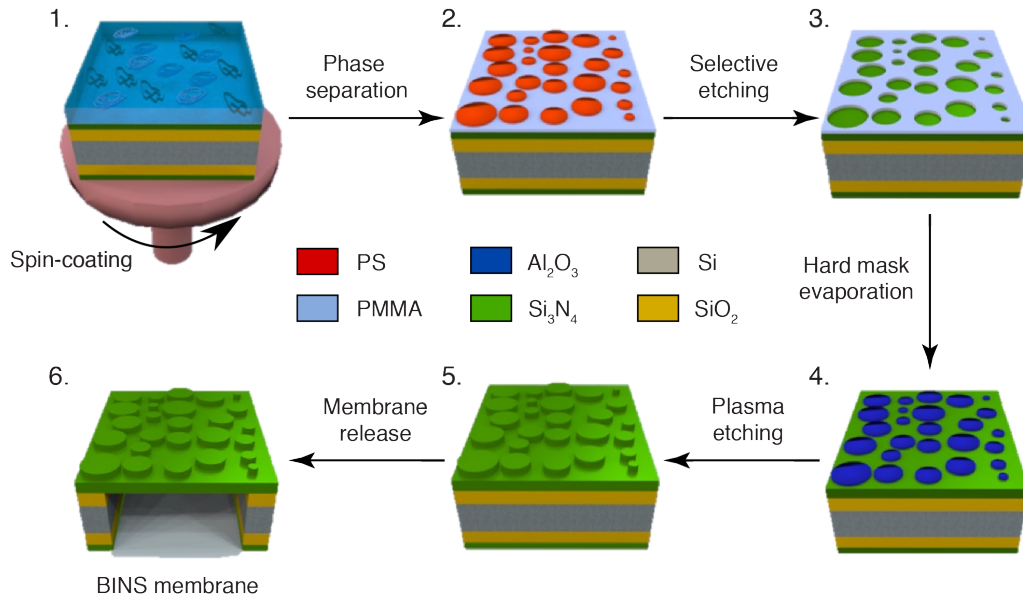 1.
2.
3.
Phase
separation
Selective
etching
Spin-coating
PS
Al₂O₃
Si
PMMA
Si₃N₄
SiO₂
Hard mask
evaporation
6.
5.
4.
Membrane
release
Plasma
etching
BINS membrane